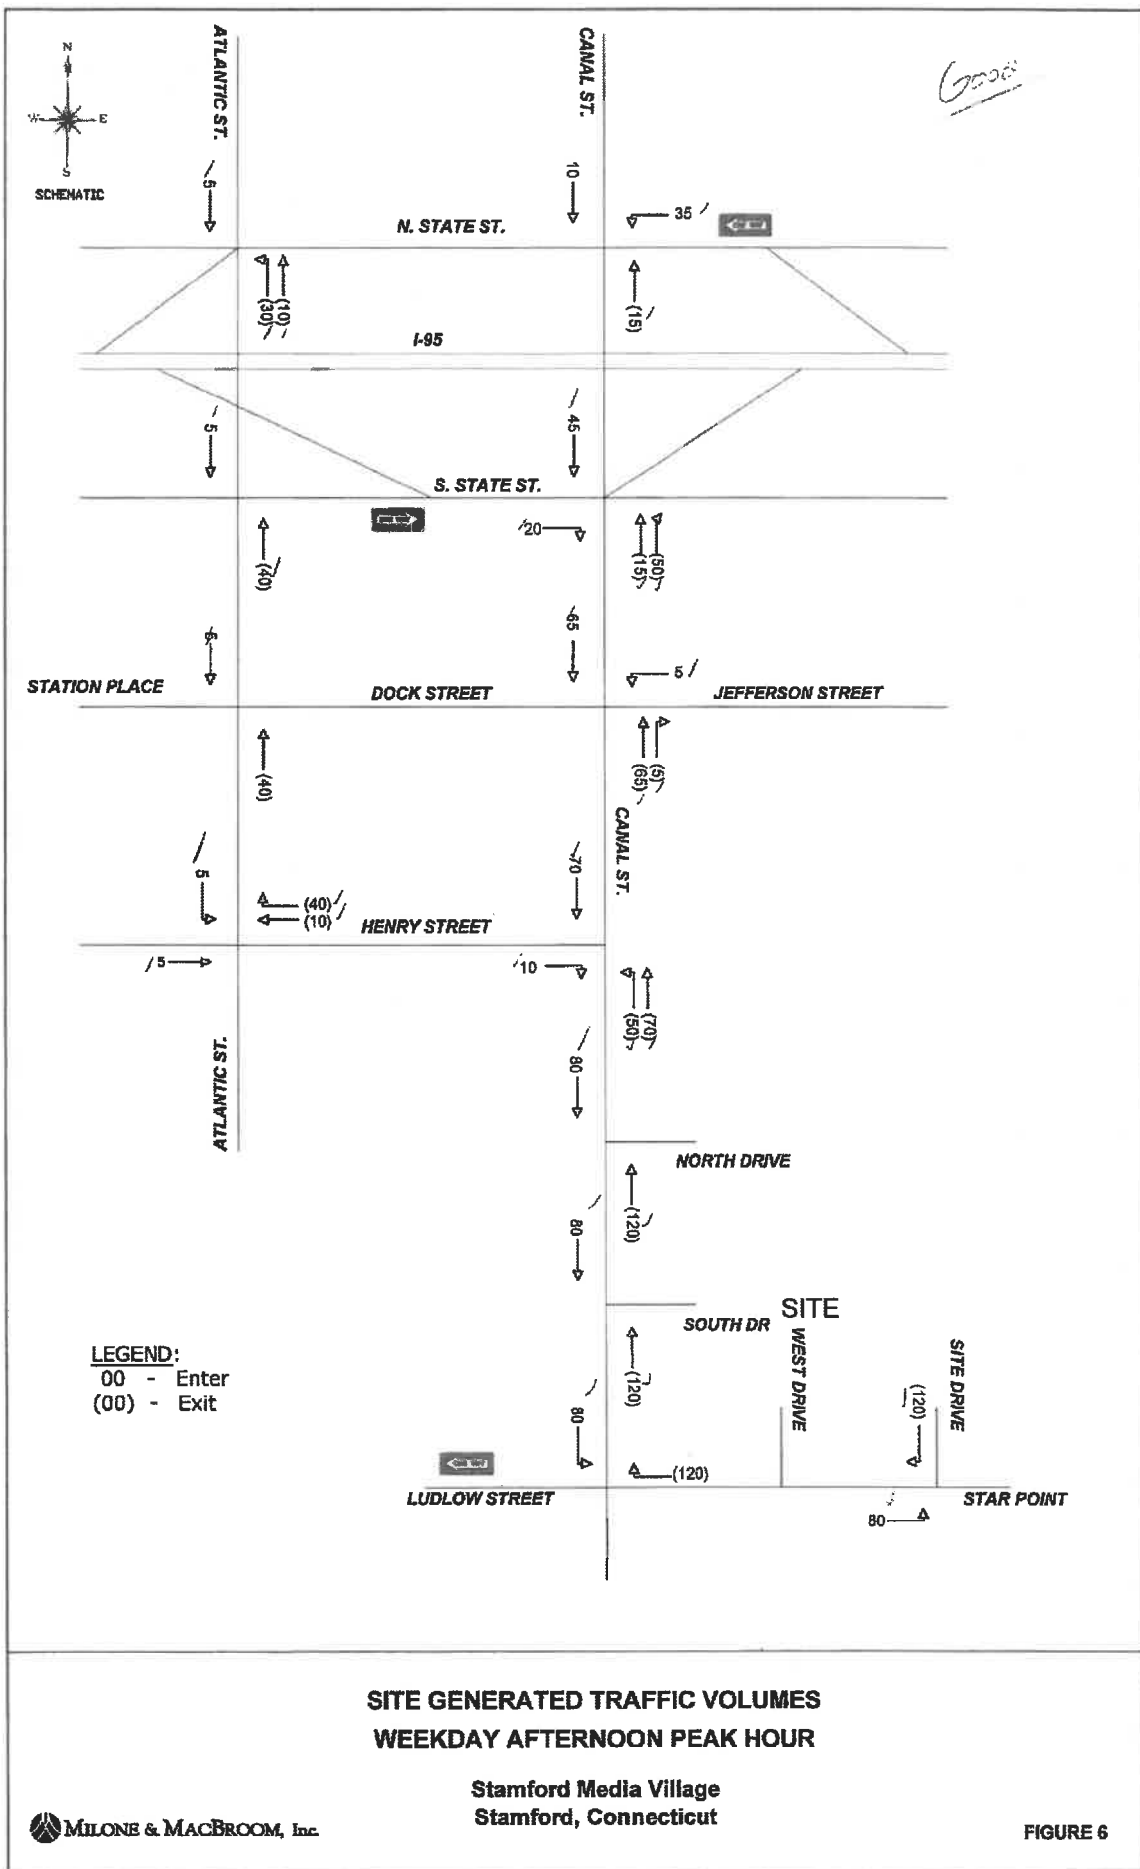 N
W E
S
SCHEMATIC
ATLANTIC ST.
CANAL ST.
Good
5
10
35
N. STATE ST.
(30)
(10)
(15)
I-95
5
45
S. STATE ST.
20
(40)
(15)
(50)
5
65
5
STATION PLACE
DOCK STREET
JEFFERSON STREET
(40)
(65)
(5)
CANAL ST.
5
70
(40)
(10)
HENRY STREET
5
10
(50)
(70)
ATLANTIC ST.
80
NORTH DRIVE
(120)
80
SITE
SOUTH DR
WEST DRIVE
SITE DRIVE
(120)
(120)
80
(120)
LUDLOW STREET
STAR POINT
80
LEGEND:
00 - Enter
(00) - Exit
SITE GENERATED TRAFFIC VOLUMES
WEEKDAY AFTERNOON PEAK HOUR
Stamford Media Village
Stamford, Connecticut
MILONE & MACBROOM, Inc.
FIGURE 6